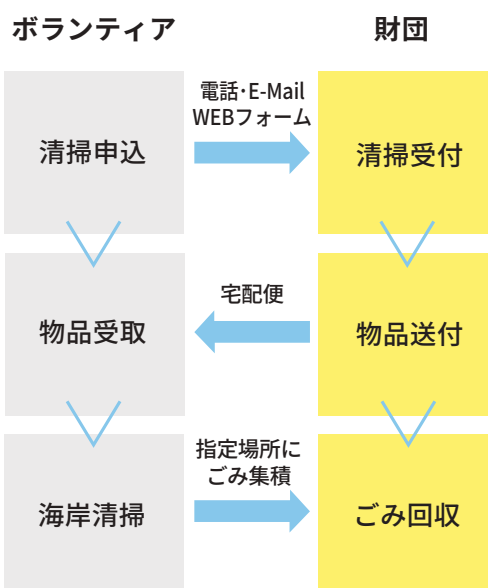 ボランティア
財団
電話・E-Mail
WEBフォーム
清掃申込
清掃受付
宅配便
物品受取
物品送付
指定場所に
ごみ集積
海岸清掃
ごみ回収